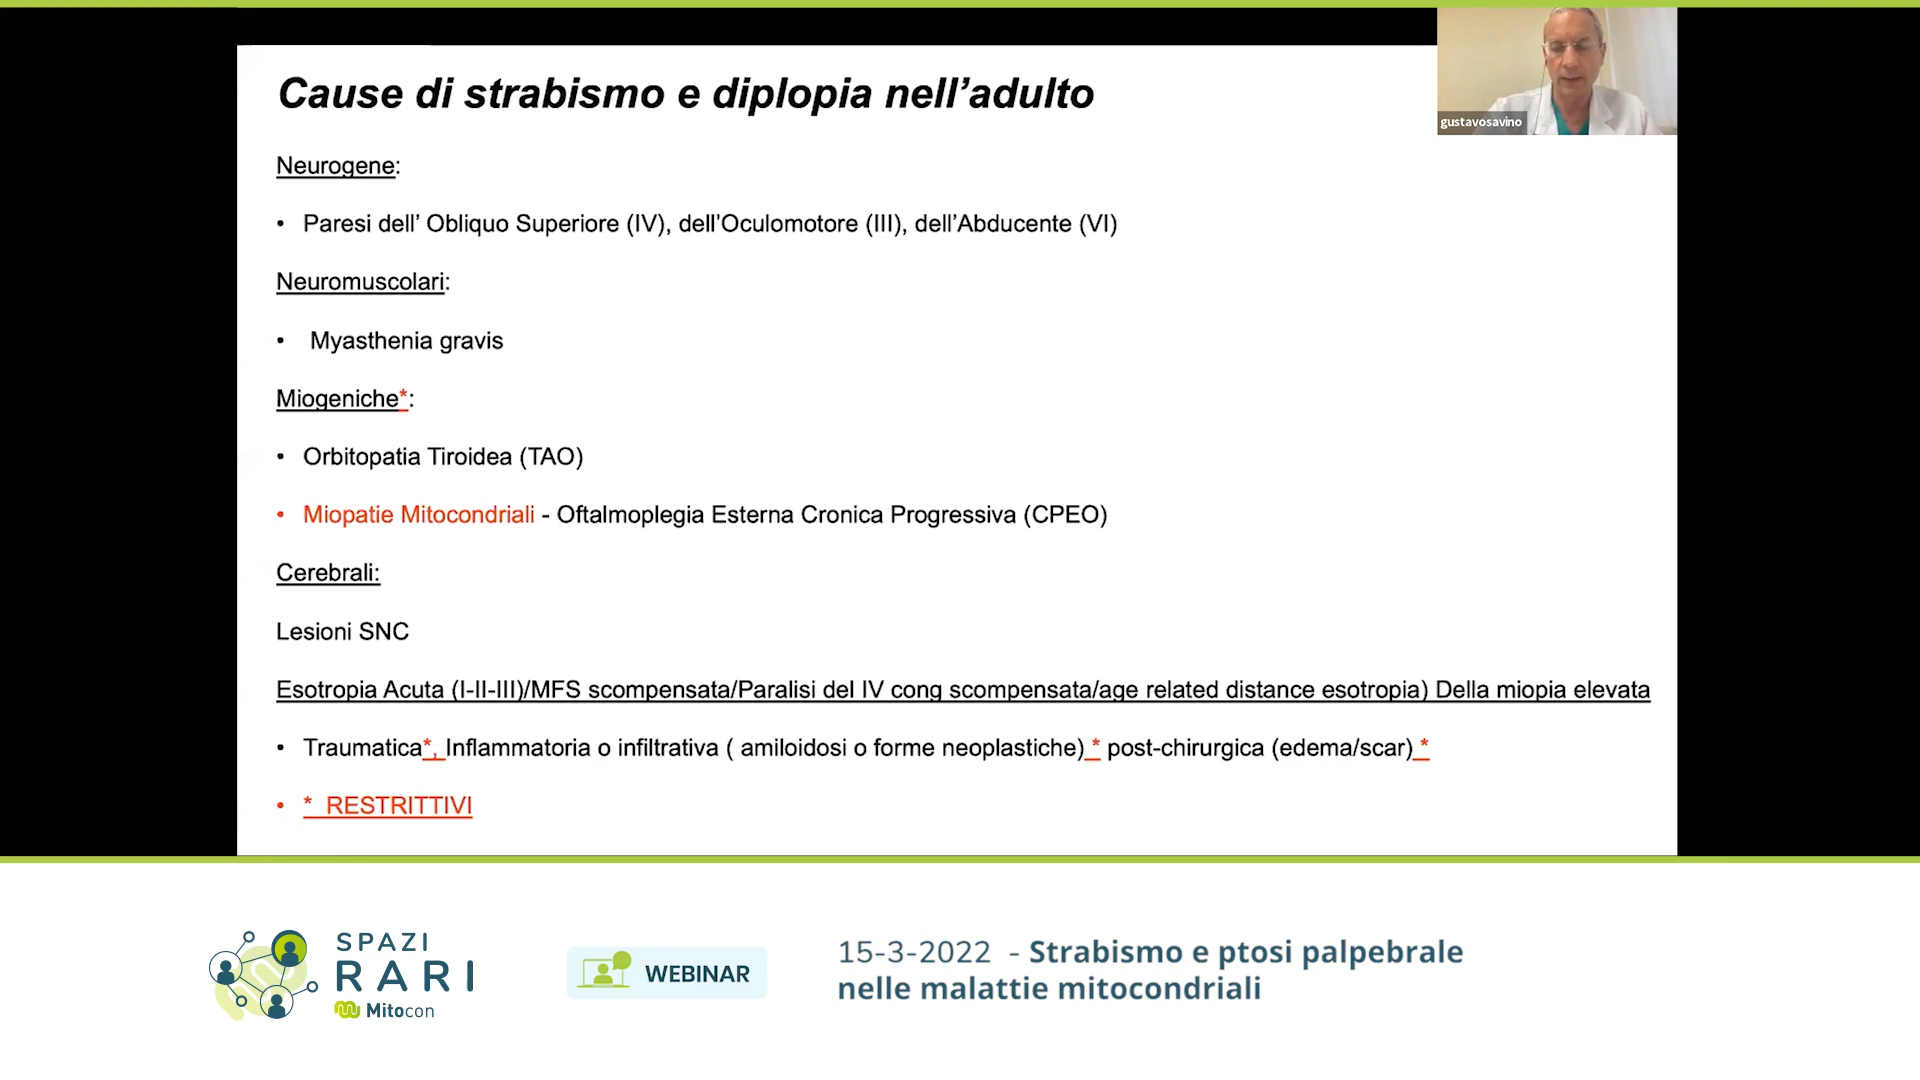 Cause di strabismo e diplopia nell’adulto
gustavosavino
Neurogene:
• Paresi dell’ Obliquo Superiore (IV), dell’Oculomotore (III), dell’Abducente (VI)
Neuromuscolari:
• Myasthenia gravis
Miogeniche*:
• Orbitopatia Tiroidea (TAO)
• Miopatie Mitocondriali - Oftalmoplegia Esterna Cronica Progressiva (CPEO)
Cerebrali:
Lesioni SNC
Esotropia Acuta (I-II-III)/MFS scompensata/Paralisi del IV cong scompensata/age related distance esotropia) Della miopia elevata
• Traumatica*, Inflammatoria o infiltrativa ( amiloidosi o forme neoplastiche) * post-chirurgica (edema/scar) *
• * RESTRITTIVI
SPAZI
RARI
Mitocon
WEBINAR
15-3-2022 - Strabismo e ptosi palpebrale
nelle malattie mitocondriali